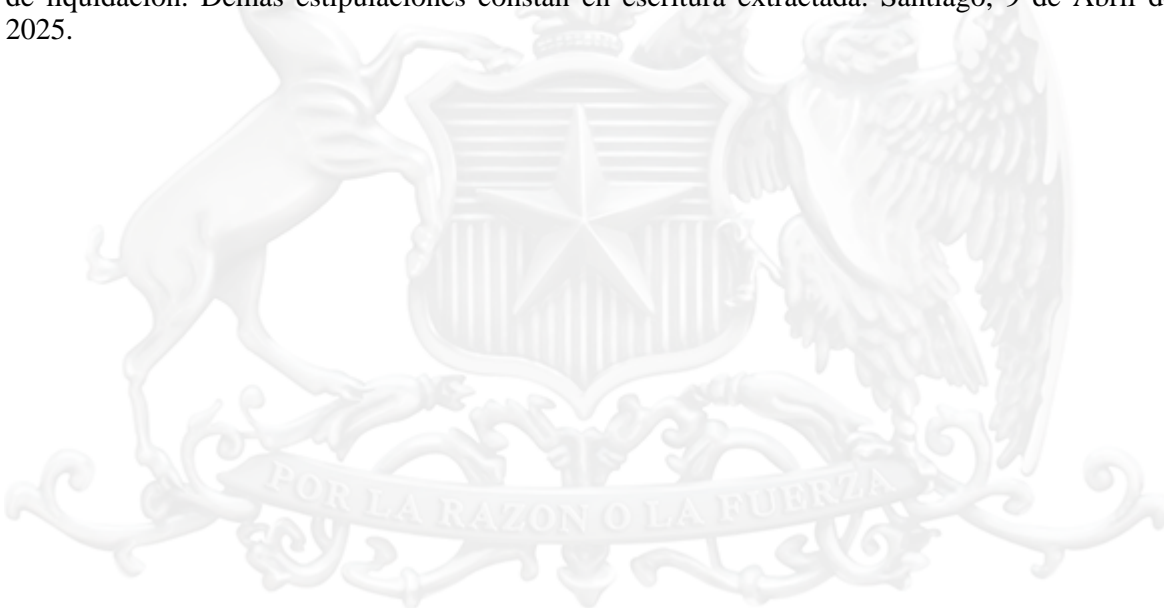 de liquidación. Demás estipulaciones constan en escritura extractada. Santiago, 9 de Abril d
2025.
POR LA RAZON O LA FUERZA